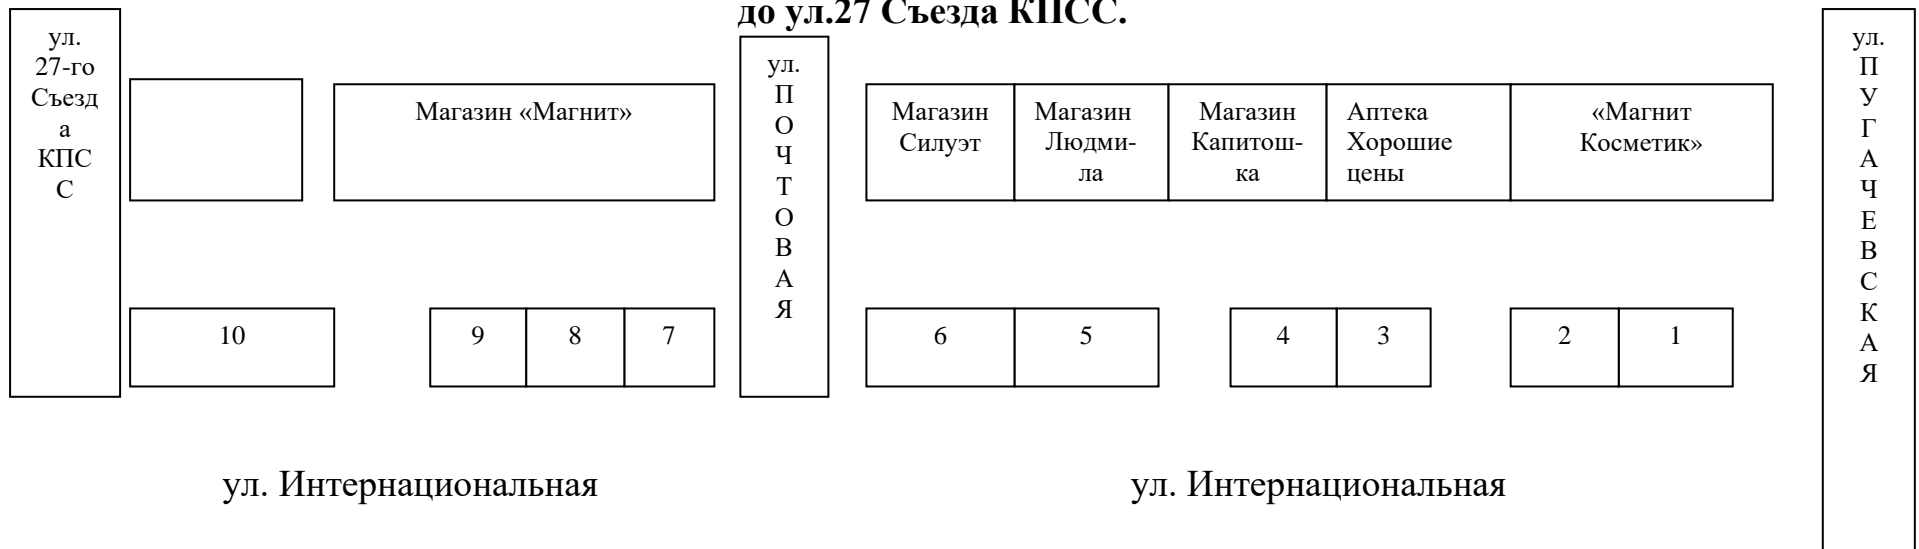 до ул.27 Съезда КПСС.
ул.
27-го
Съезд
а
КПС
С
Магазин «Магнит»
ул.
П
О
Ч
Т
О
В
А
Я
Магазин
Силуэт
Магазин
Людми-
ла
Магазин
Капитош-
ка
Аптека
Хорошие
цены
«Магнит
Косметик»
ул.
П
У
Г
А
Ч
Е
В
С
К
А
Я
10
9
8
7
6
5
4
3
2
1
ул. Интернациональная
ул. Интернациональная